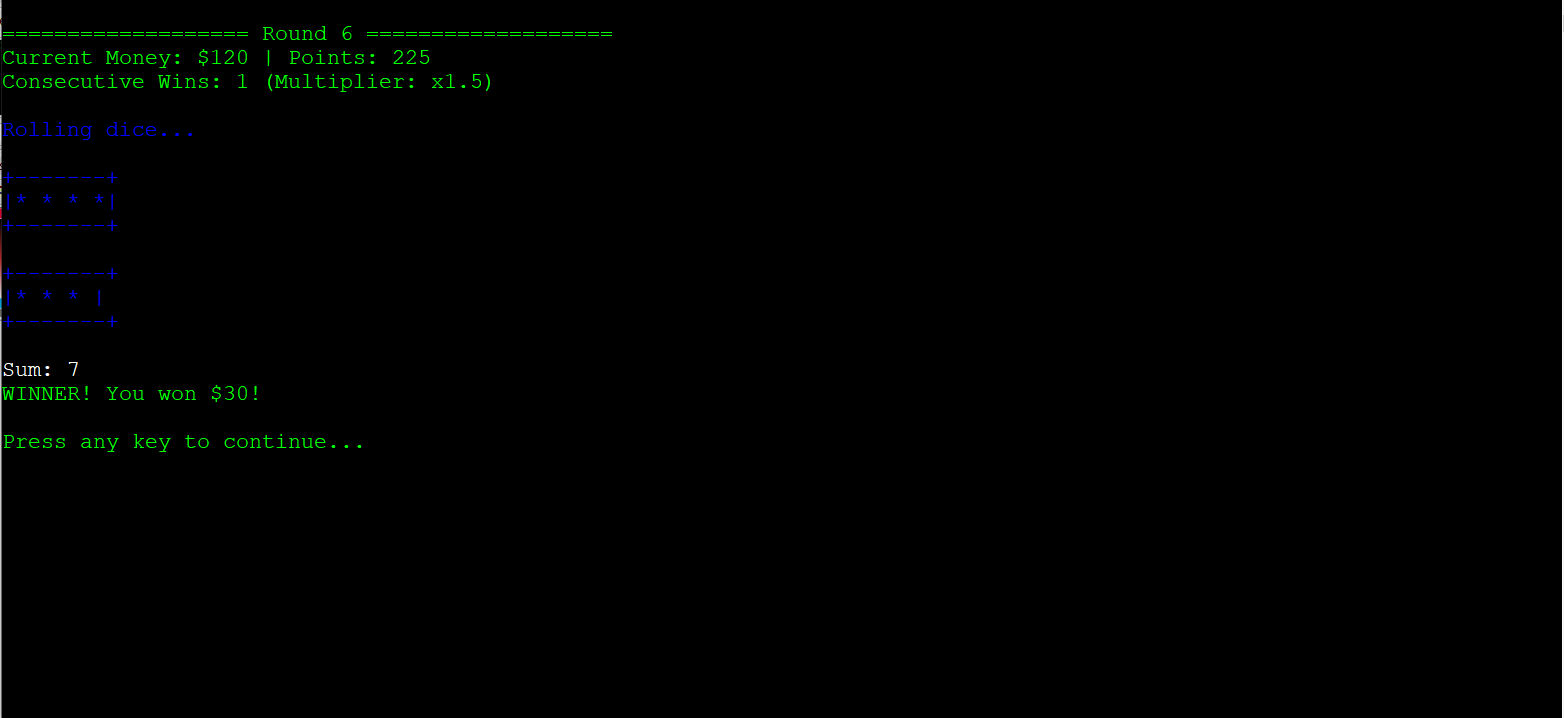 =================== Round 6 ===================
Current Money: $120 | Points: 225
Consecutive Wins: 1 (Multiplier: x1.5)
Rolling dice...
+-------+
|* * * *|
+-------+
+-------+
|* * * |
+-------+
Sum: 7
WINNER! You won $30!
Press any key to continue...